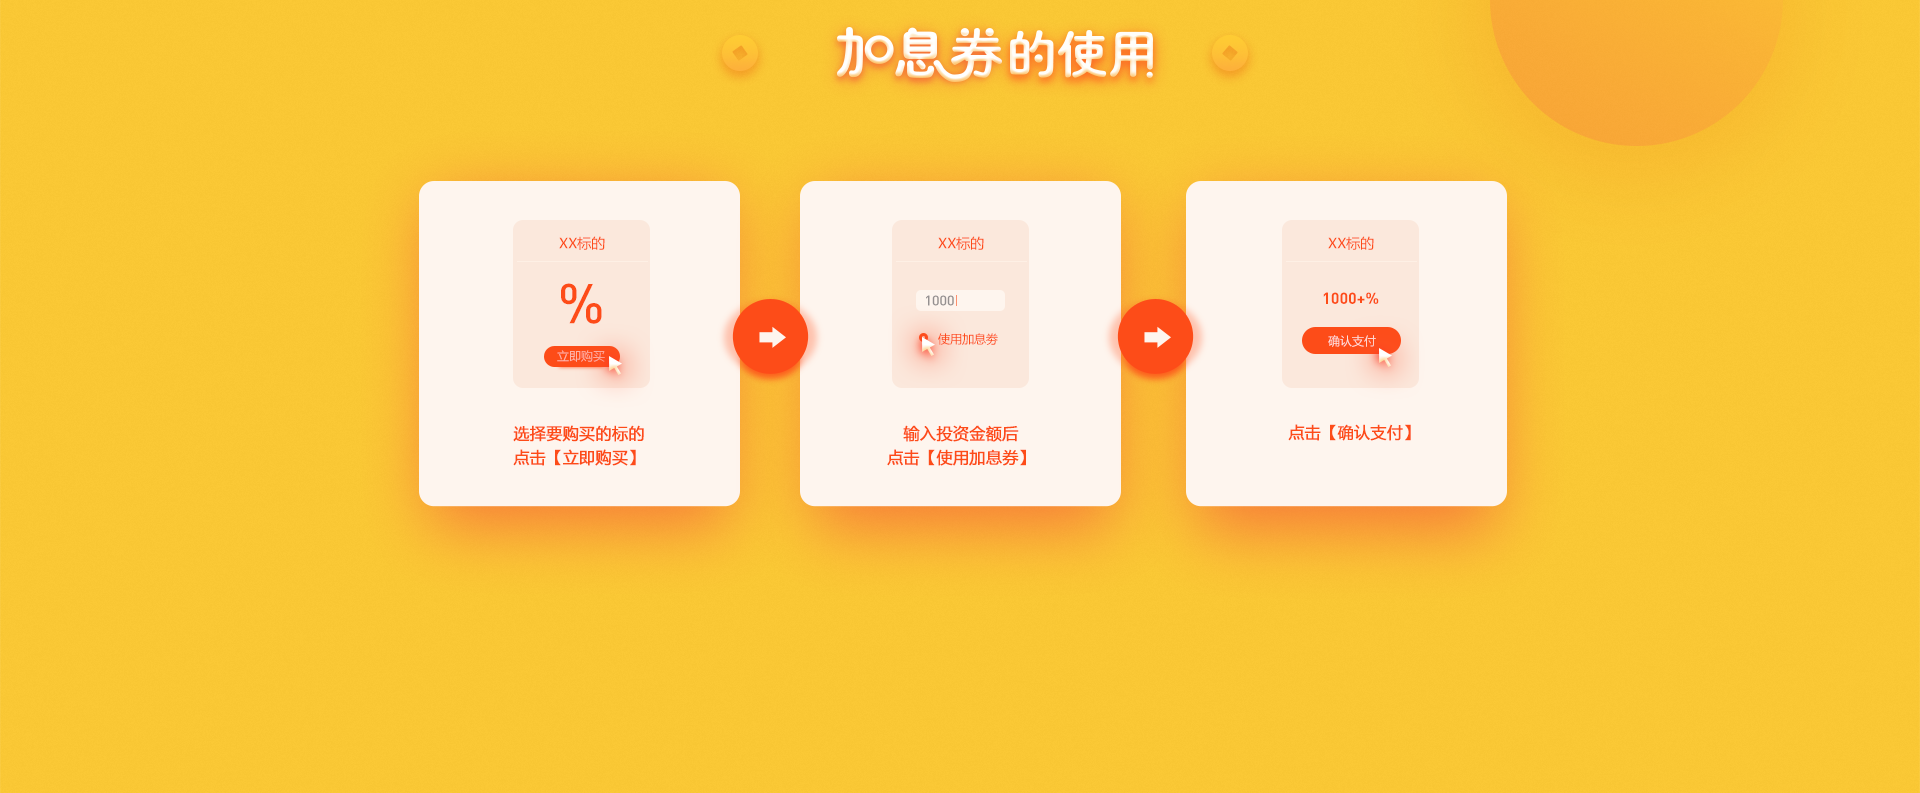 加息券的使用
XX标的
%
立即购买
选择要购买的标的
点击【立即购买】
XX标的
1000
使用加息券
输入投资金额后
点击【使用加息券】
XX标的
1000+%
确认支付
点击【确认支付】